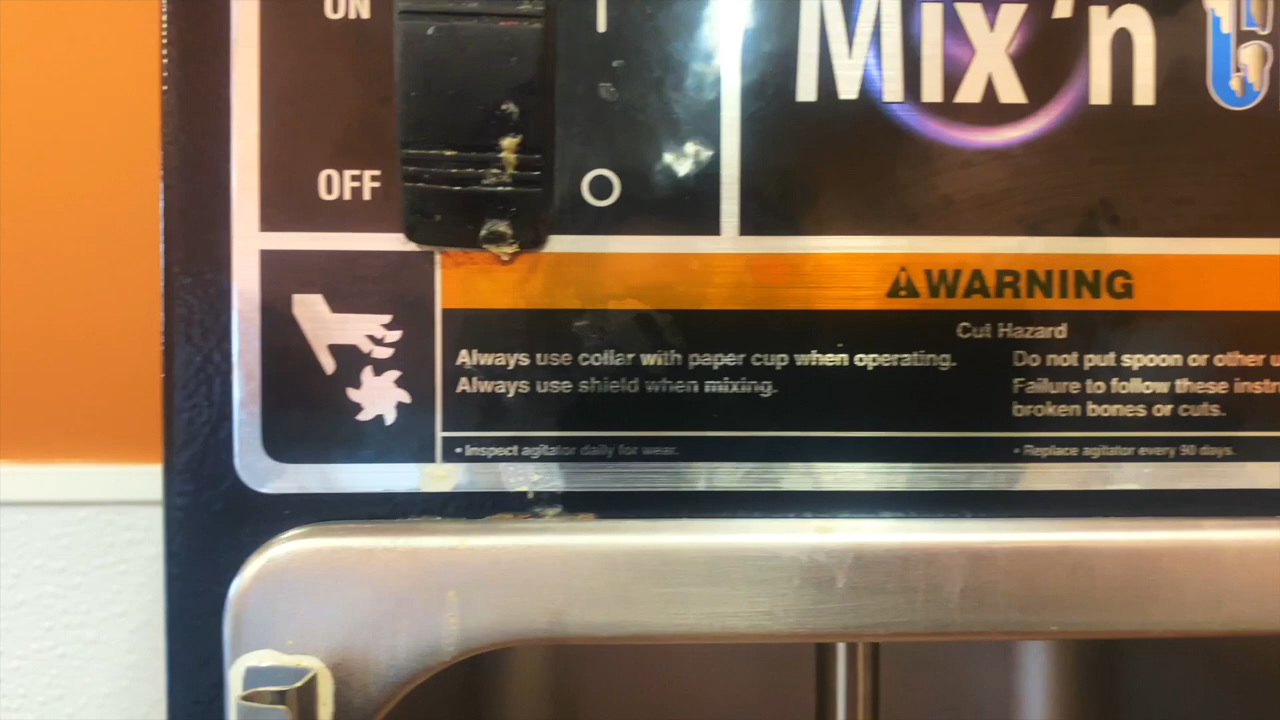 ON
OFF
Mix'n
WARNING
Cut Hazard
Always use collar with paper cup when operating.
Always use shield when mixing.
Do not put spoon or other
Failure to follow these
broken bones or cuts.
• Inspect agitator daily for wear.
• Replace agitator every 90 days.